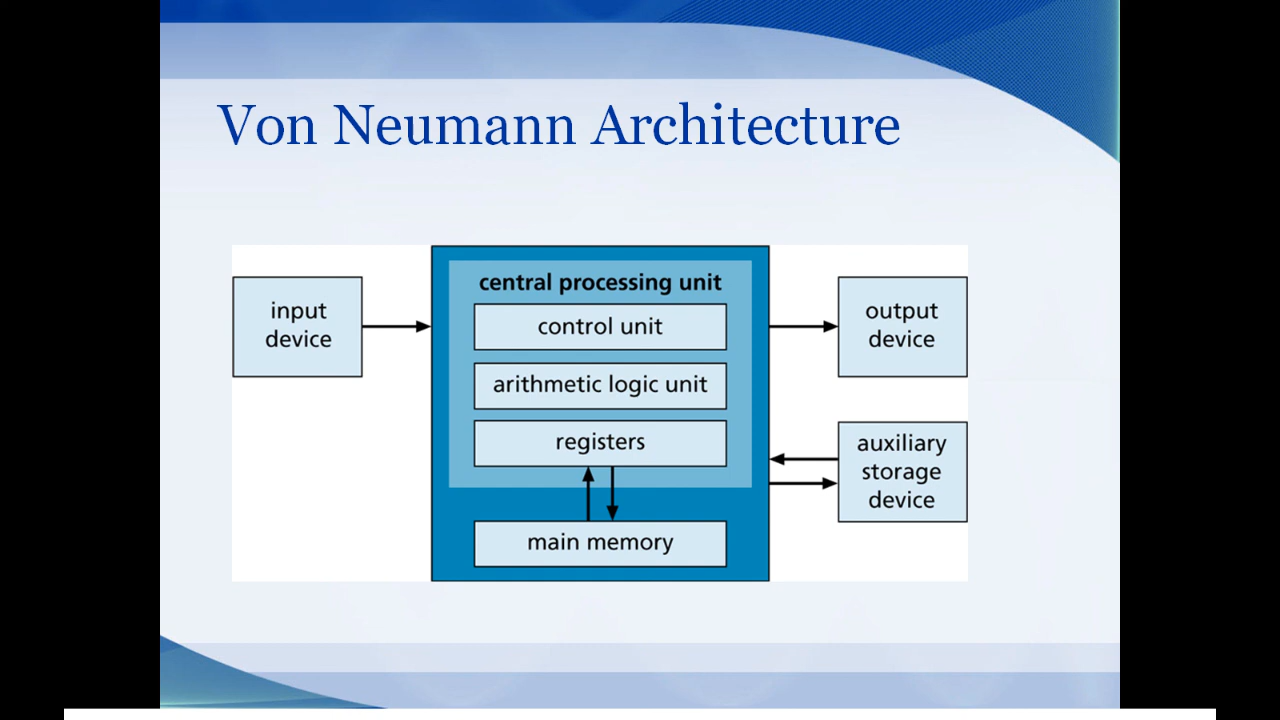 Von Neumann Architecture
input
device
central processing unit
control unit
arithmetic logic unit
registers
main memory
output
device
auxiliary
storage
device